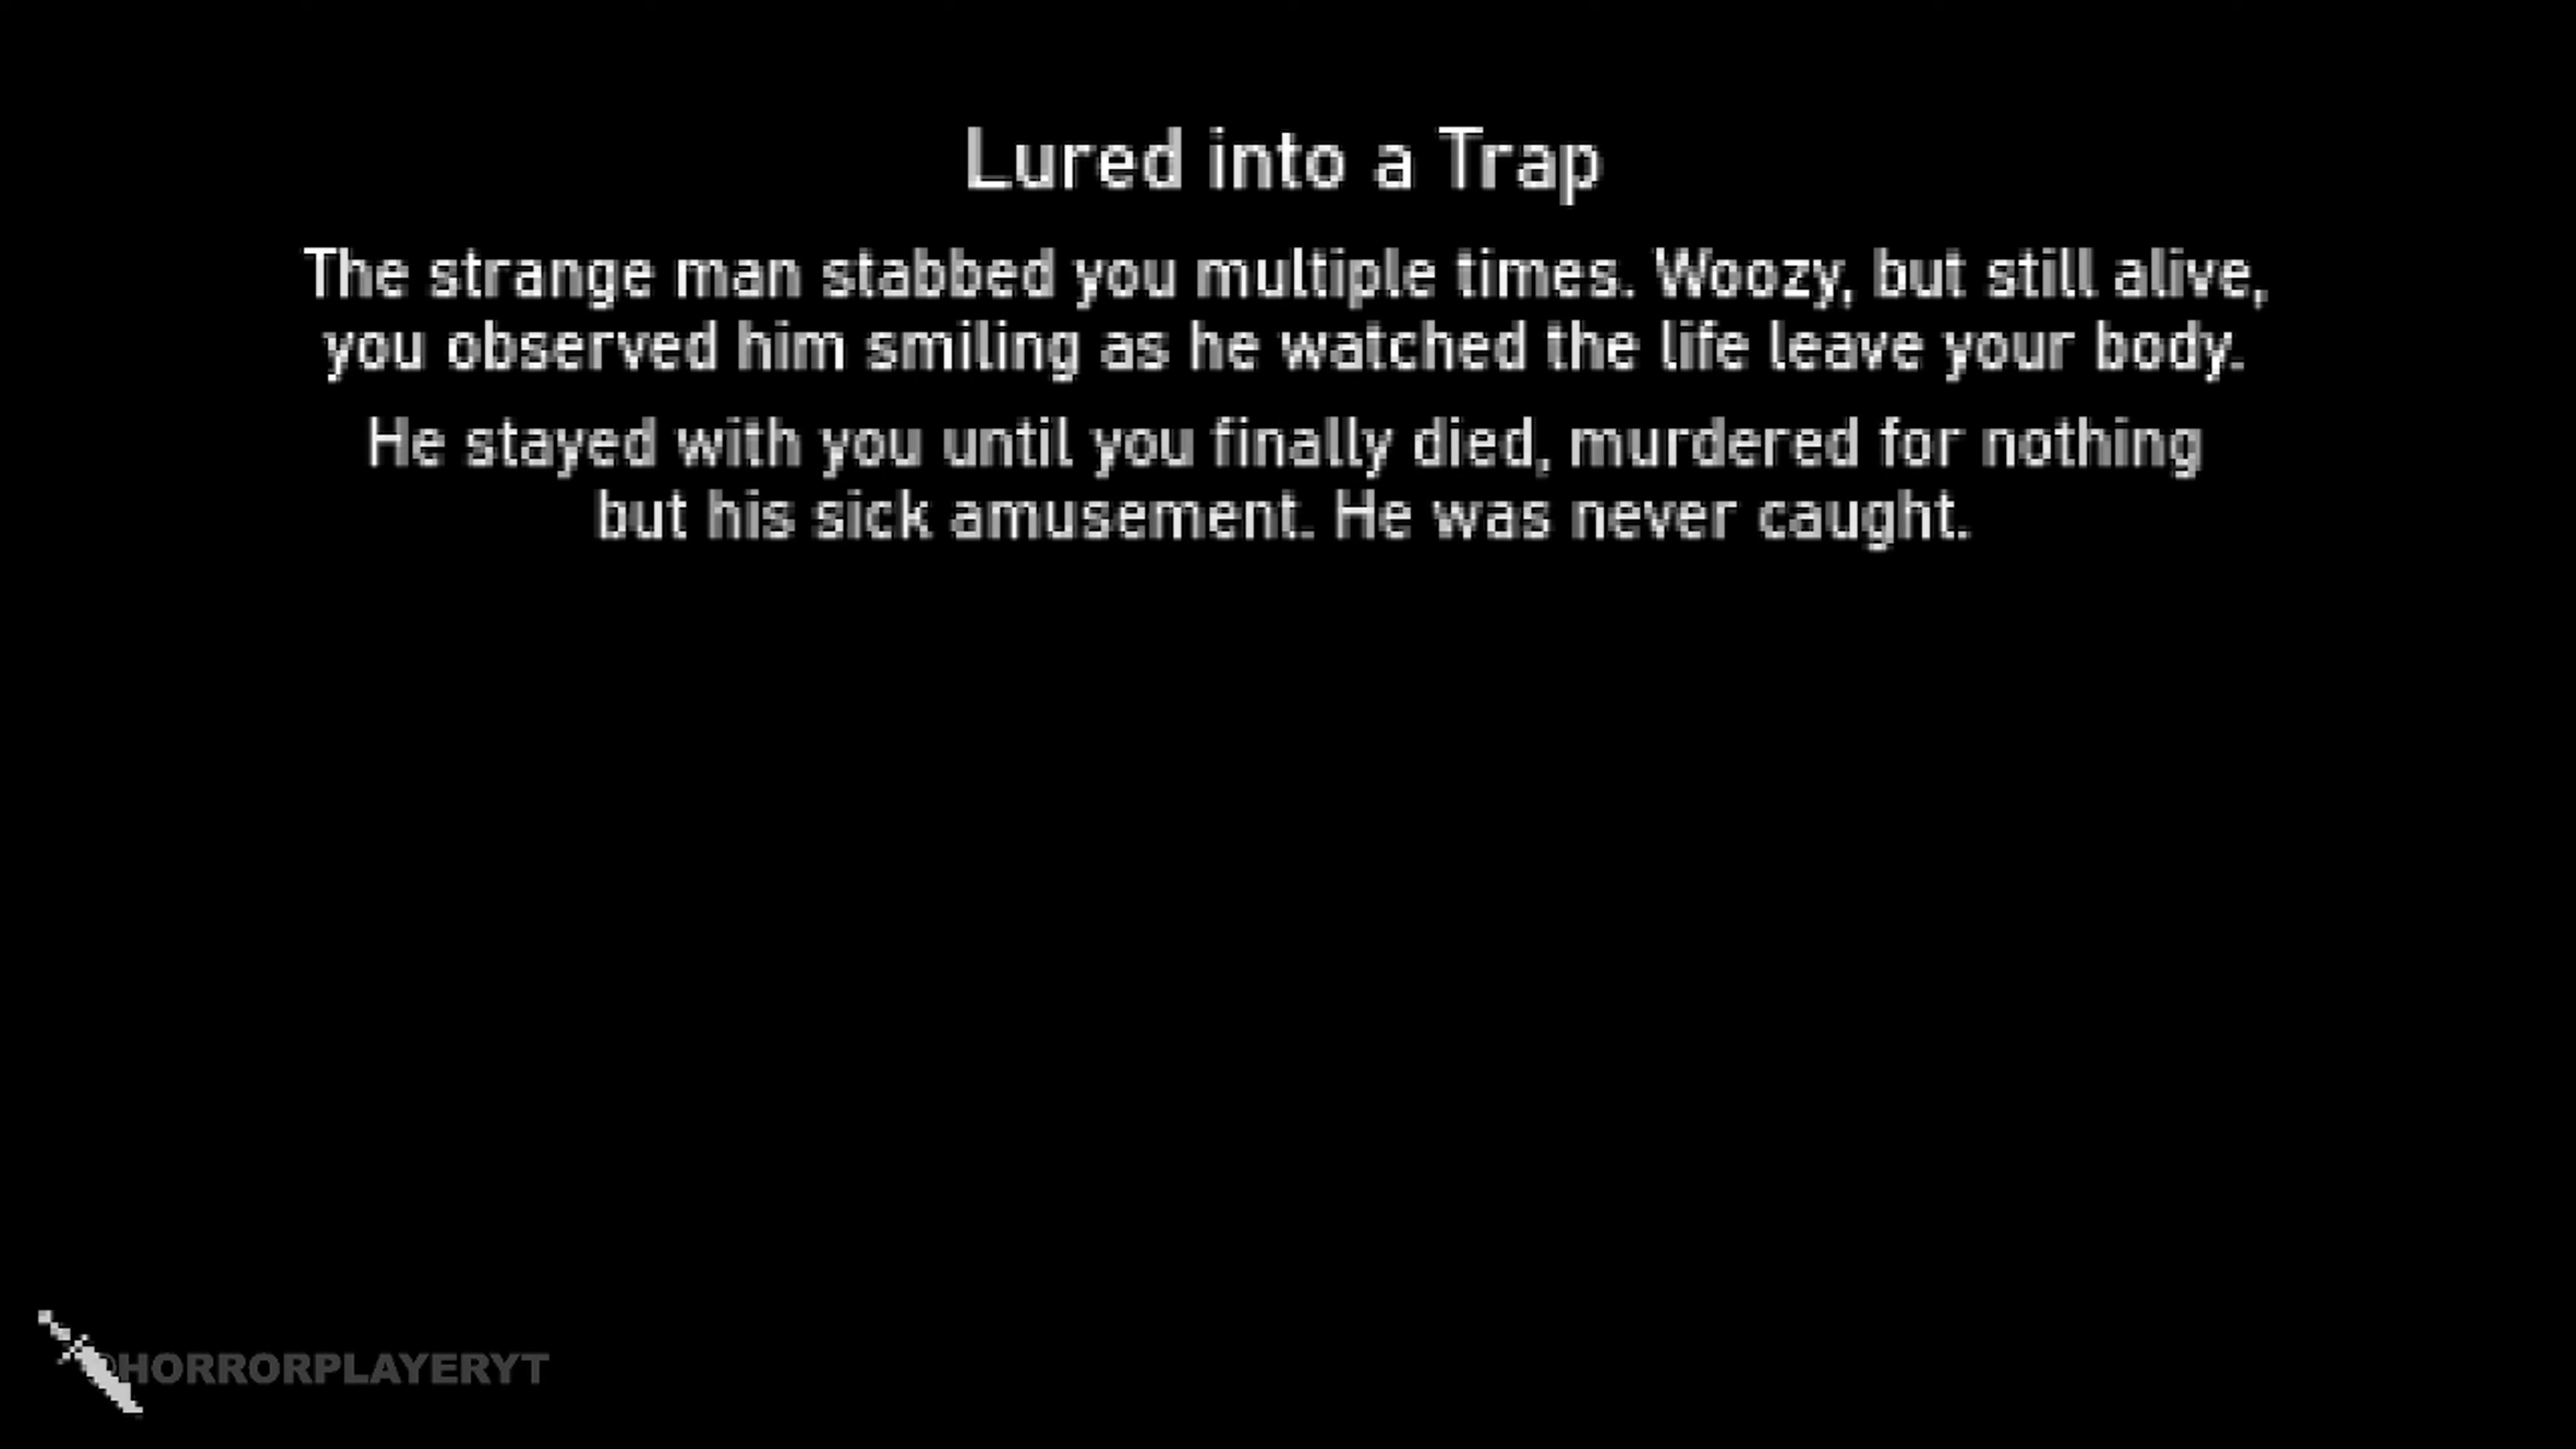 Lured into a Trap
The strange man stabbed you multiple times. Woozy, but still alive,
you observed him smiling as he watched the life leave your body.
He stayed with you until you finally died, murdered for nothing
but his sick amusement. He was never caught.
@HORRORPLAYERYT